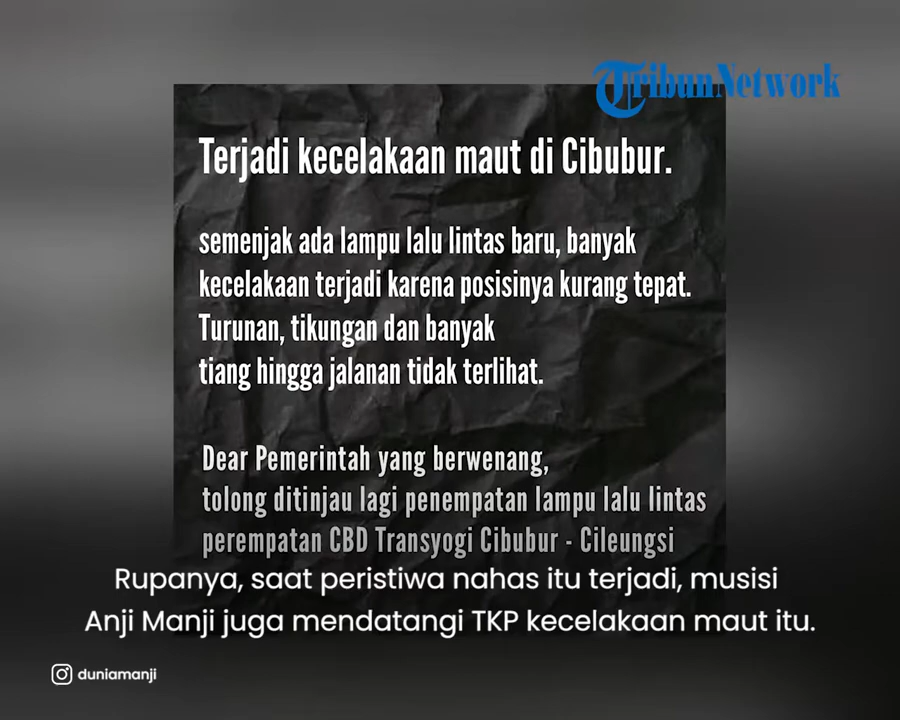 TribunNetwork
Terjadi kecelakaan maut di Cibubur.
semenjak ada lampu lalu lintas baru, banyak
kecelakaan terjadi karena posisinya kurang tepat.
Turunan, tikungan dan banyak
tiang hingga jalanan tidak terlihat.
Dear Pemerintah yang berwenang,
tolong ditinjau lagi penempatan lampu lalu lintas
perempatan CBD Transyogi Cibubur - Cileungsi
Rupanya, saat peristiwa nahas itu terjadi, musisi
Anji Manji juga mendatangi TKP kecelakaan maut itu.
duniamanji